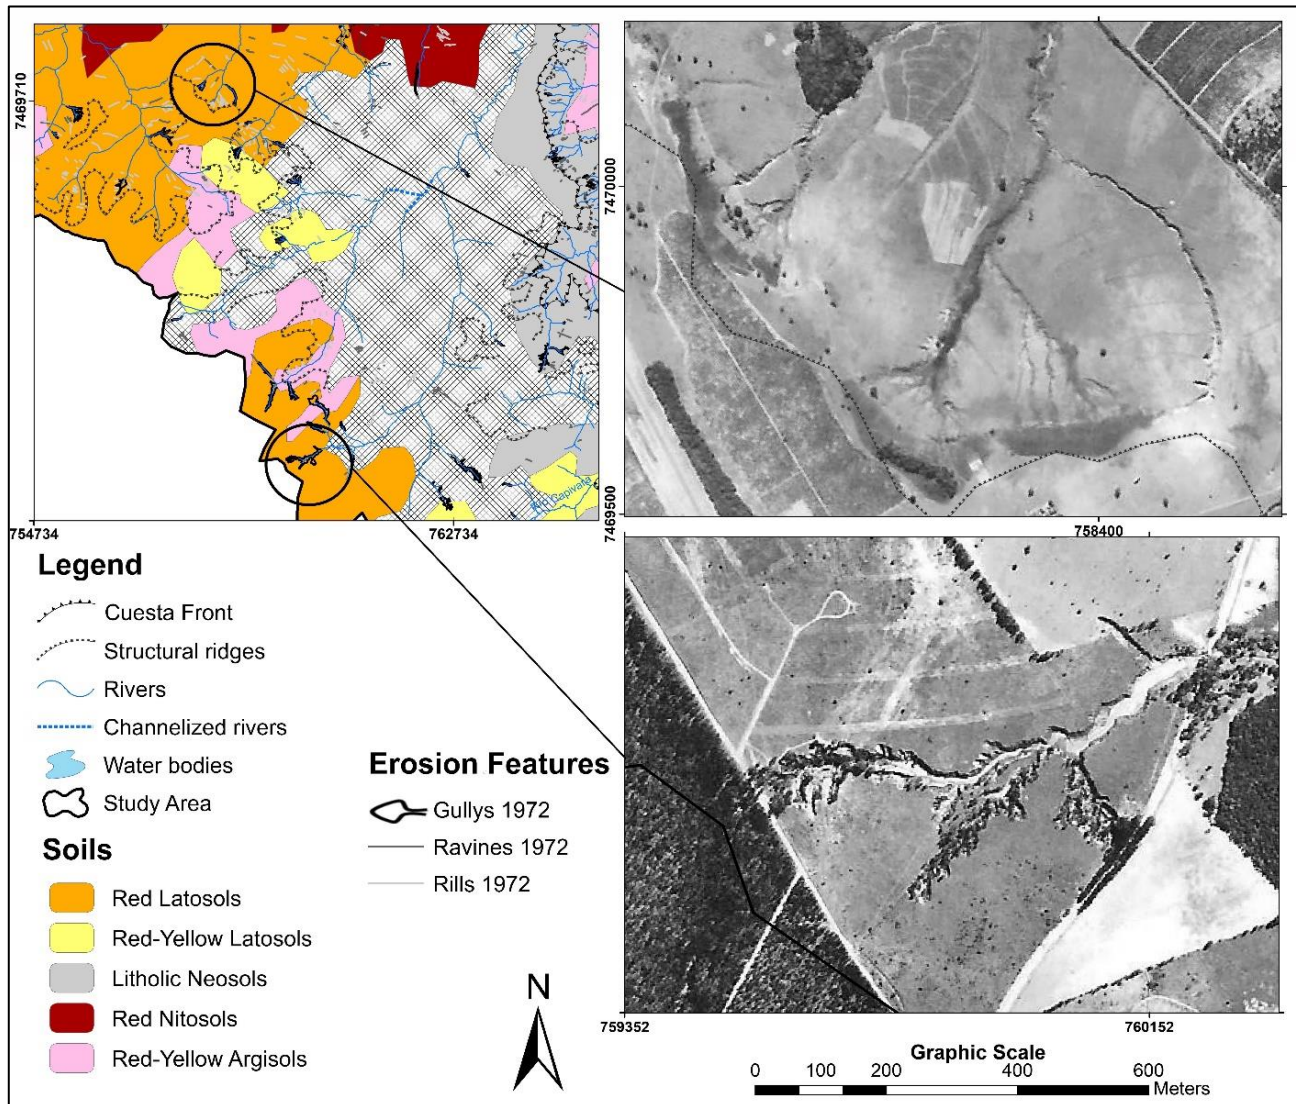 7469710
754734
762734
Rio Capivara
7470000
7469500
758400
759352
760152
Legend
Cuesta Front
Structural ridges
Rivers
Channelized rivers
Water bodies
Study Area
Soils
Red Latosols
Red-Yellow Latosols
Litholic Neosols
Red Nitosols
Red-Yellow Argisols
Erosion Features
Gullys 1972
Ravines 1972
Rills 1972
N
Graphic Scale
0 100 200 400 600
Meters